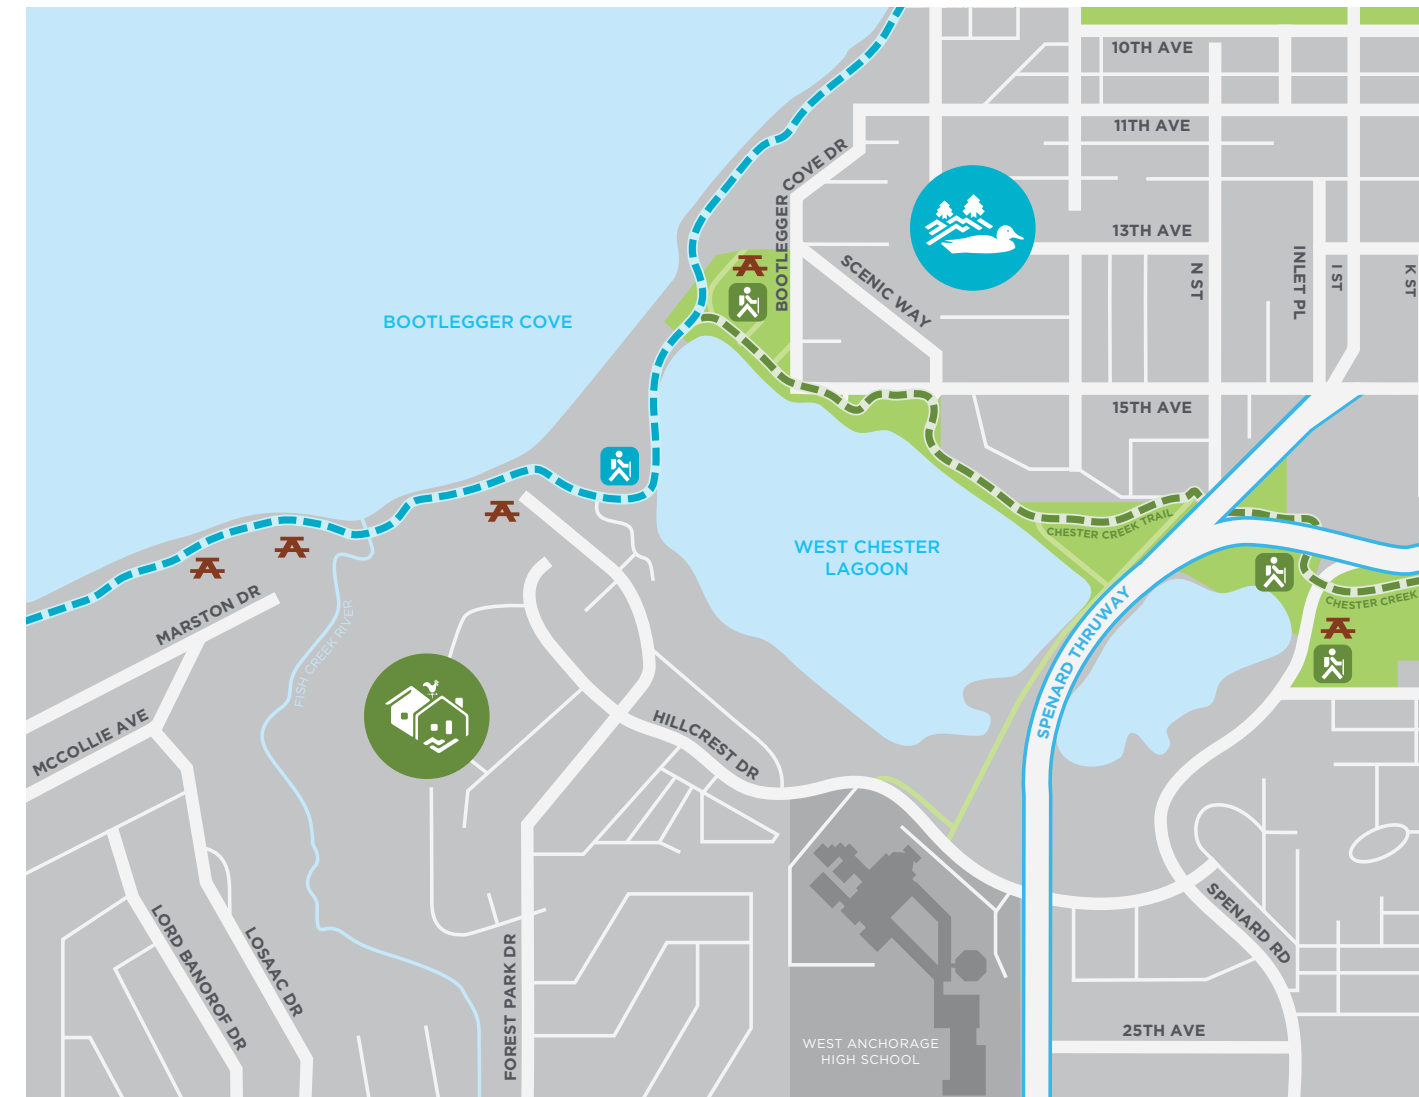 10TH AVE
11TH AVE
BOOTLEGGER COVE DR
13TH AVE
SCENIC WAY
N ST
INLET PL
I ST
K ST
BOOTLEGGER COVE
15TH AVE
CHESTER CREEK TRAIL
WEST CHESTER
LAGOON
CHESTER CREEK
MARSTON DR
FISH CREEK RIVER
SPENARD THRUWAY
MCCOLLIE AVE
HILLCREST DR
LORD BANOROF DR
LOSAAC DR
FOREST PARK DR
SPENARD RD
WEST ANCHORAGE
HIGH SCHOOL
25TH AVE